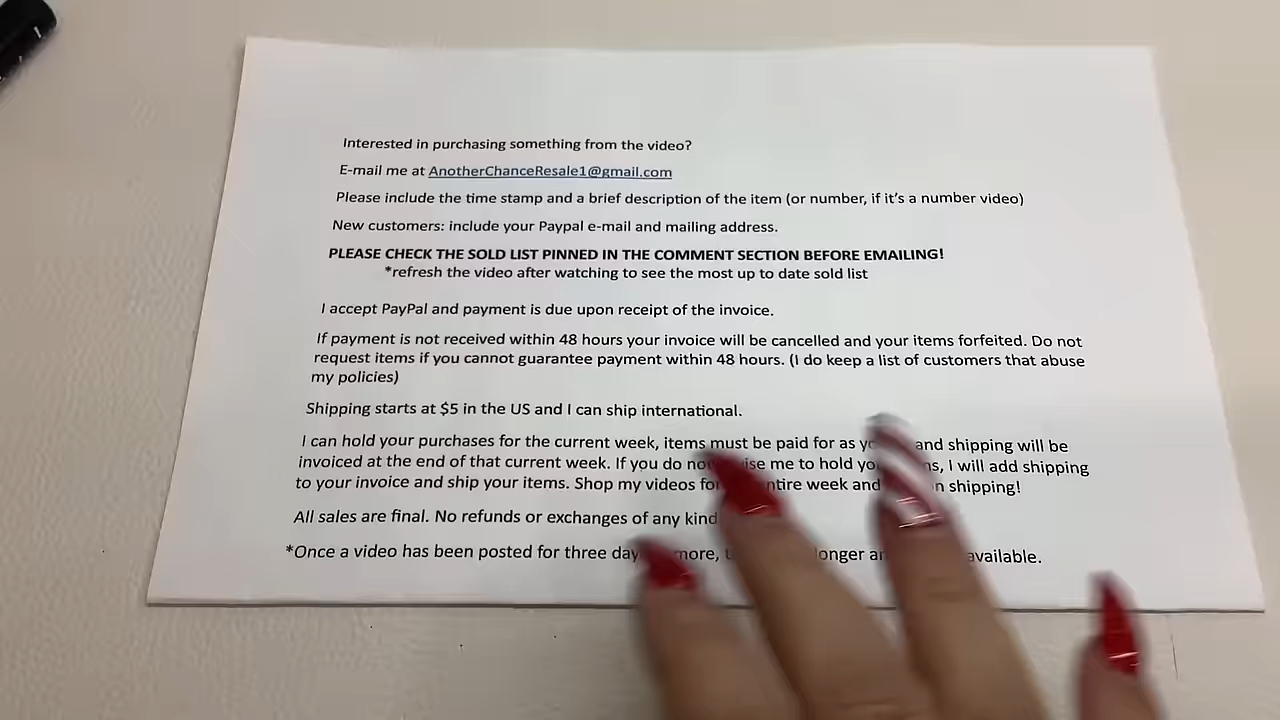 Interested in purchasing something from the video?
E-mail me at AnotherChanceResale1@gmail.com
Please include the time stamp and a brief description of the item (or number, if it's a number video)
New customers: include your Paypal e-mail and mailing address.
PLEASE CHECK THE SOLD LIST PINNED IN THE COMMENT SECTION BEFORE EMAILING!
*refresh the video after watching to see the most up to date sold list
I accept PayPal and payment is due upon receipt of the invoice.
If payment is not received within 48 hours your invoice will be cancelled and your items forfeited. Do not
request items if you cannot guarantee payment within 48 hours. (I do keep a list of customers that abuse
my policies)
Shipping starts at $5 in the US and I can ship international.
I can hold your purchases for the current week, items must be paid for as and shipping will be
invoiced at the end of that current week. If you do me to hold I will add shipping
to your invoice and ship your items. Shop my videos week and shipping!
All sales are final. No refunds or exchanges of any kind
*Once a video has been posted for three more, longer available.